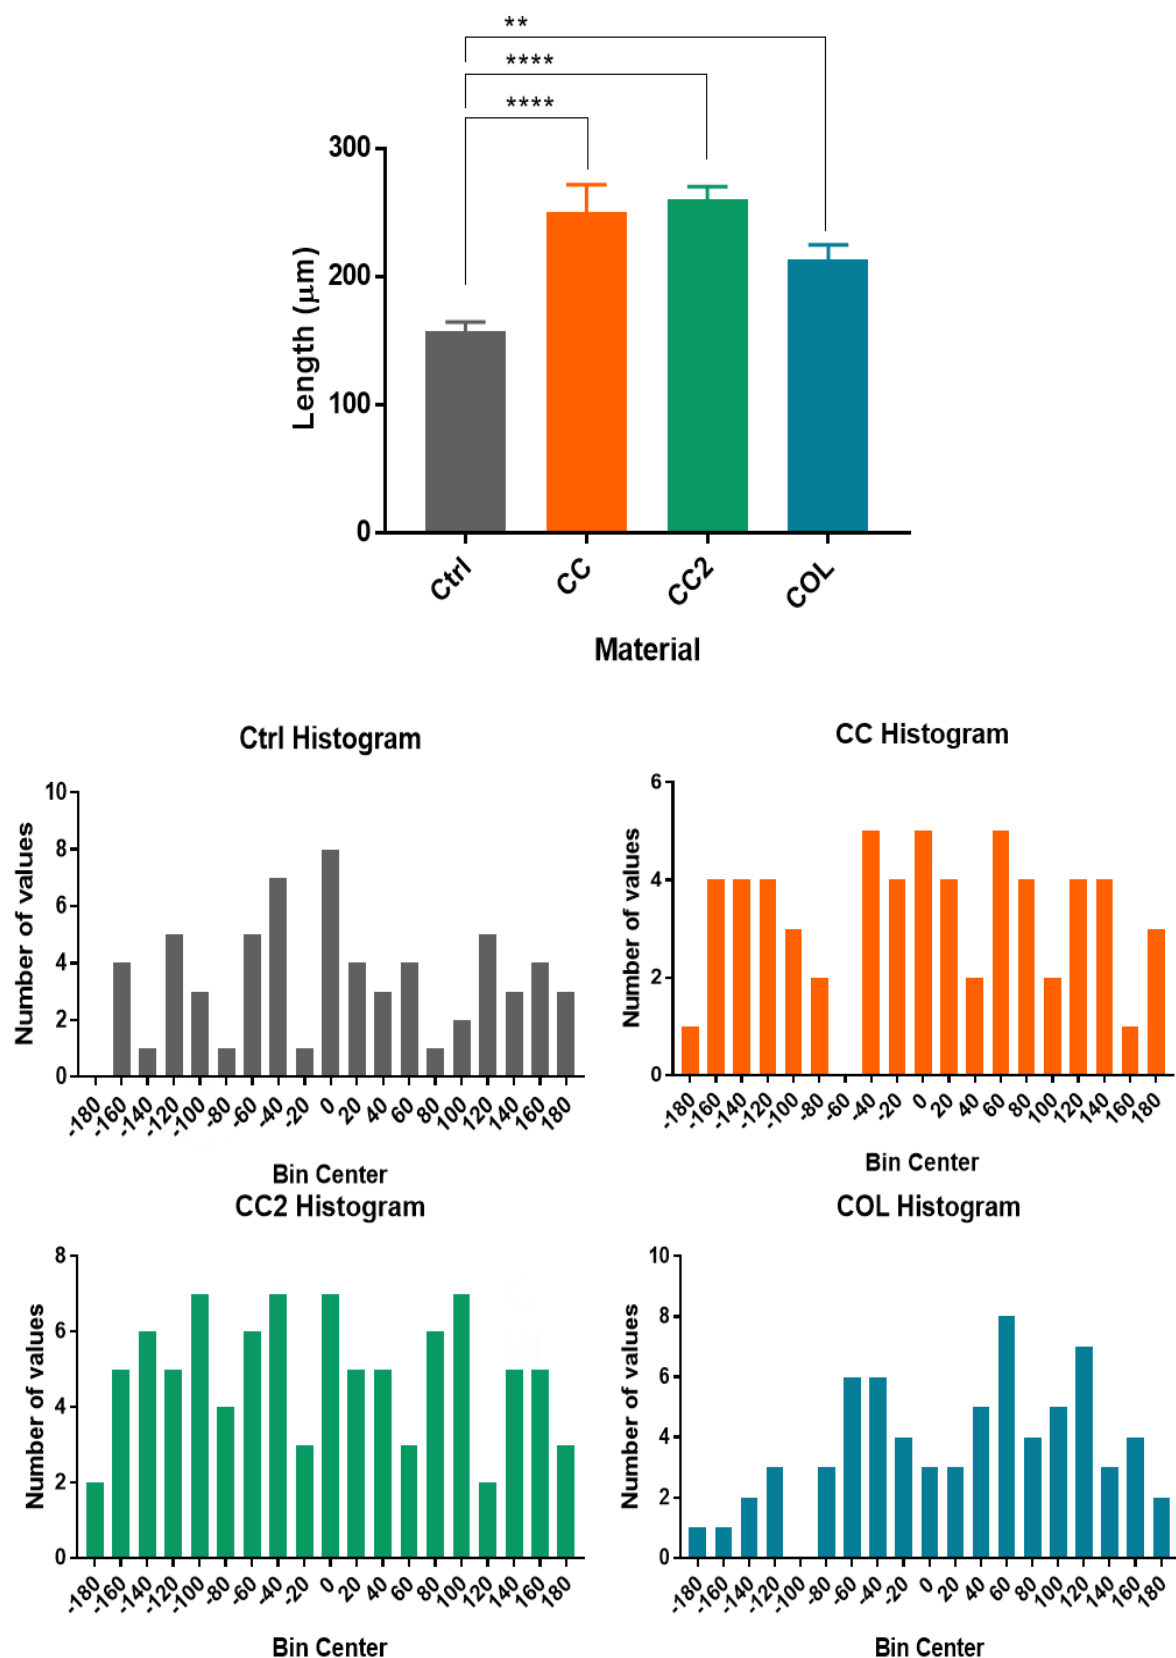 **
****
****
300
200
100
0
Length (μm)
Ctrl
CC
CC2
COL
Material
Ctrl Histogram
10
8
6
4
2
0
Number of values
-180 -160 -140 -120 -100 -80 -60 -40 -20 0 20 40 60 80 100 120 140 160 180
Bin Center
CC Histogram
6
4
2
0
Number of values
-180 -160 -140 -120 -100 -80 -60 -40 -20 0 20 40 60 80 100 120 140 160 180
Bin Center
CC2 Histogram
8
6
4
2
0
Number of values
-180 -160 -140 -120 -100 -80 -60 -40 -20 0 20 40 60 80 100 120 140 160 180
Bin Center
COL Histogram
10
8
6
4
2
0
Number of values
-180 -160 -140 -120 -100 -80 -60 -40 -20 0 20 40 60 80 100 120 140 160 180
Bin Center